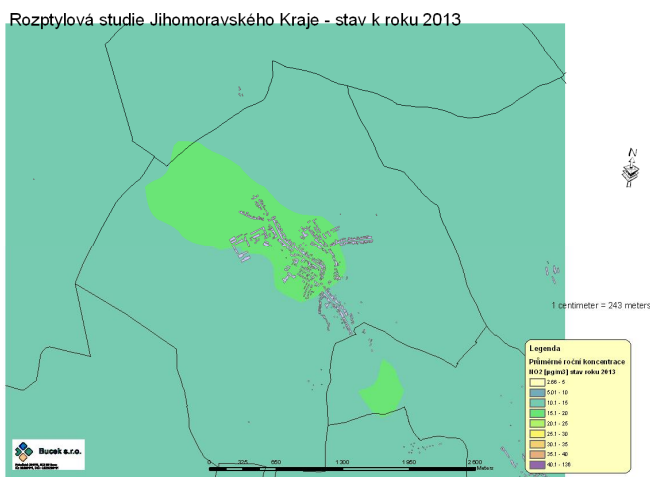 Rozptylová studie Jihomoravského Kraje - stav k roku 2013
N
1 centimeter = 243 meters
Legenda
Průměrné roční koncentrace
NO2 [µg/m3] stav roku 2013
2.86 - 5
5.01 - 10
10.1 - 15
15.1 - 20
20.1 - 25
25.1 - 30
30.1 - 35
35.1 - 40
40.1 - 136
Bucek s.r.o.
0 325 650 1 300 1 950 2 600
Meters